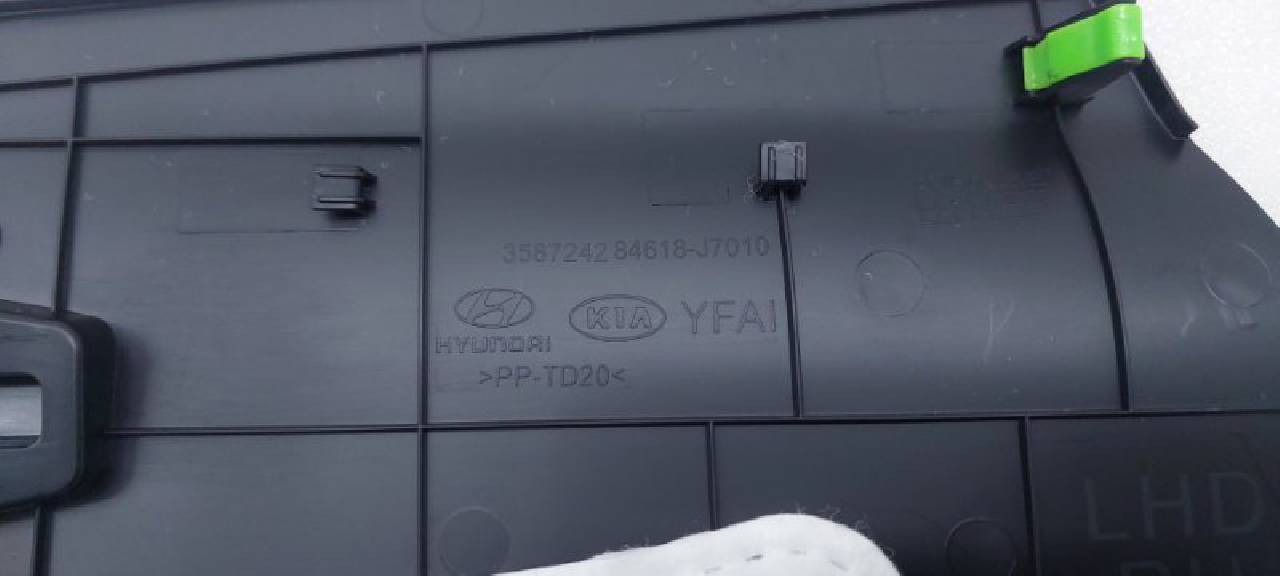 3587242 84618-J7010
HYUNDAI KIA YFAI
>PP-TD20<
LHD